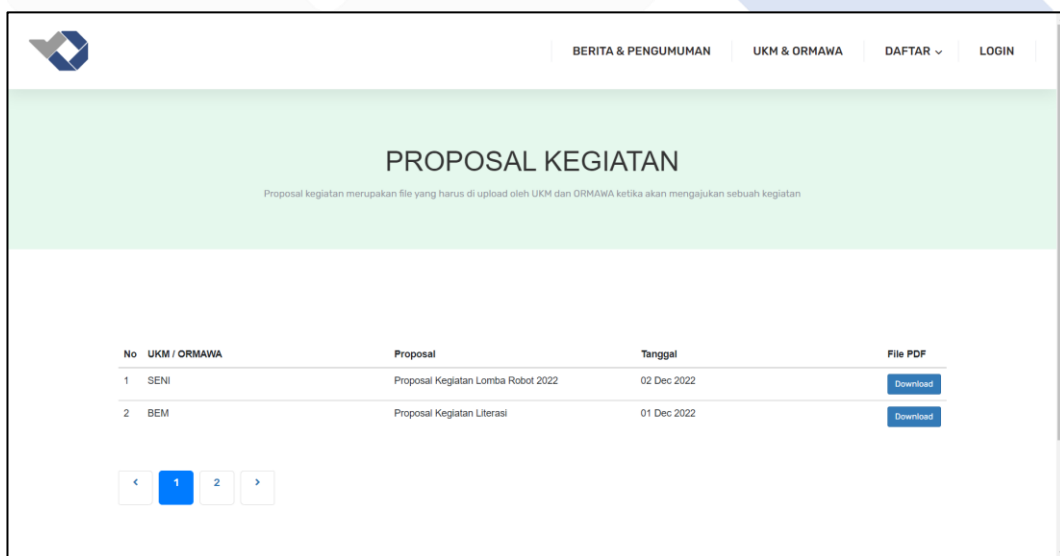 BERITA & PENGUMUMAN UKM & ORMAWA DAFTAR LOGIN
PROPOSAL KEGIATAN
Proposal kegiatan merupakan file yang harus di upload oleh UKM dan ORMAWA ketika akan mengajukan sebuah kegiatan
No UKM / ORMAWA Proposal Tanggal File PDF
1 SENI Proposal Kegiatan Lomba Robot 2022 02 Dec 2022 Download
2 BEM Proposal Kegiatan Literasi 01 Dec 2022 Download
‹ 1 2 ›